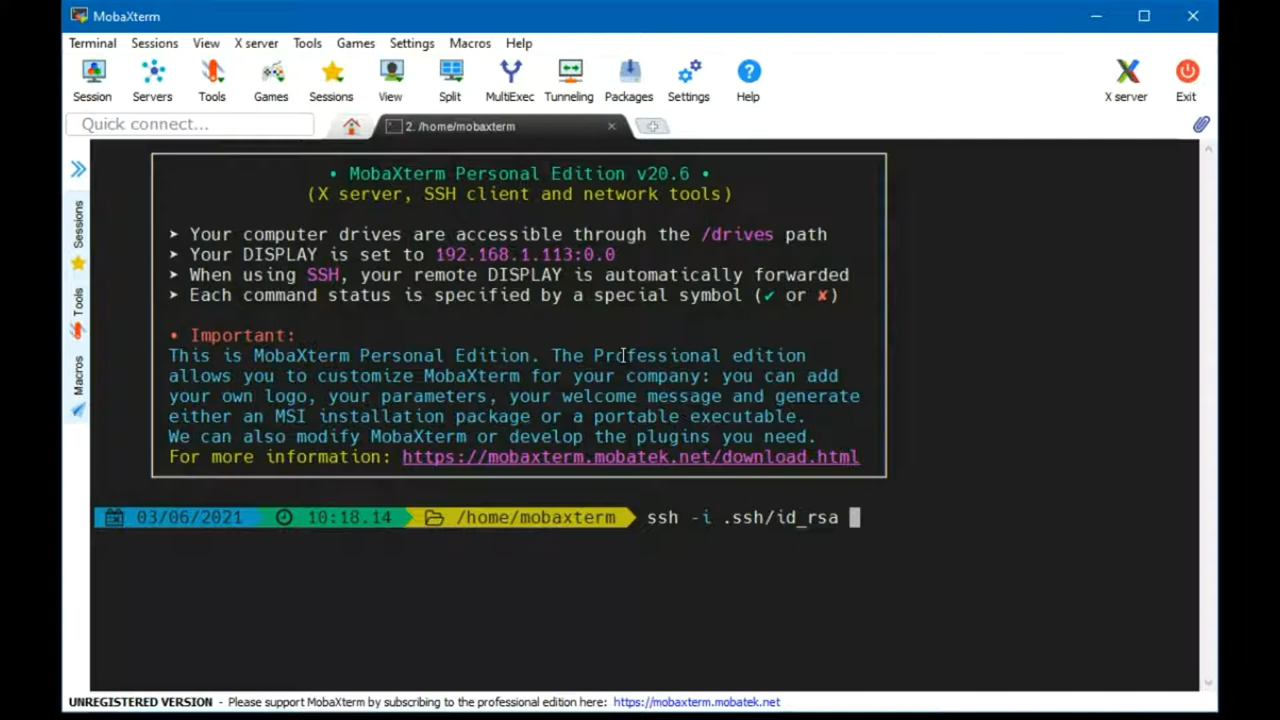 MobaXterm
Terminal Sessions View X server Tools Games Settings Macros Help
Session Servers Tools Games Sessions View Split MultiExec Tunneling Packages Settings Help X server Exit
Quick connect... 2. /home/mobaxterm
Sessions
Tools
Macros
• MobaXterm Personal Edition v20.6 •
(X server, SSH client and network tools)
➤ Your computer drives are accessible through the /drives path
➤ Your DISPLAY is set to 192.168.1.113:0.0
➤ When using SSH, your remote DISPLAY is automatically forwarded
➤ Each command status is specified by a special symbol (✔ or ✘)
• Important:
This is MobaXterm Personal Edition. The Professional edition
allows you to customize MobaXterm for your company: you can add
your own logo, your parameters, your welcome message and generate
either an MSI installation package or a portable executable.
We can also modify MobaXterm or develop the plugins you need.
For more information: https://mobaxterm.mobatek.net/download.html
03/06/2021 10:18.14 /home/mobaxterm ssh -i .ssh/id_rsa
UNREGISTERED VERSION - Please support MobaXterm by subscribing to the professional edition here: https://mobaxterm.mobatek.net